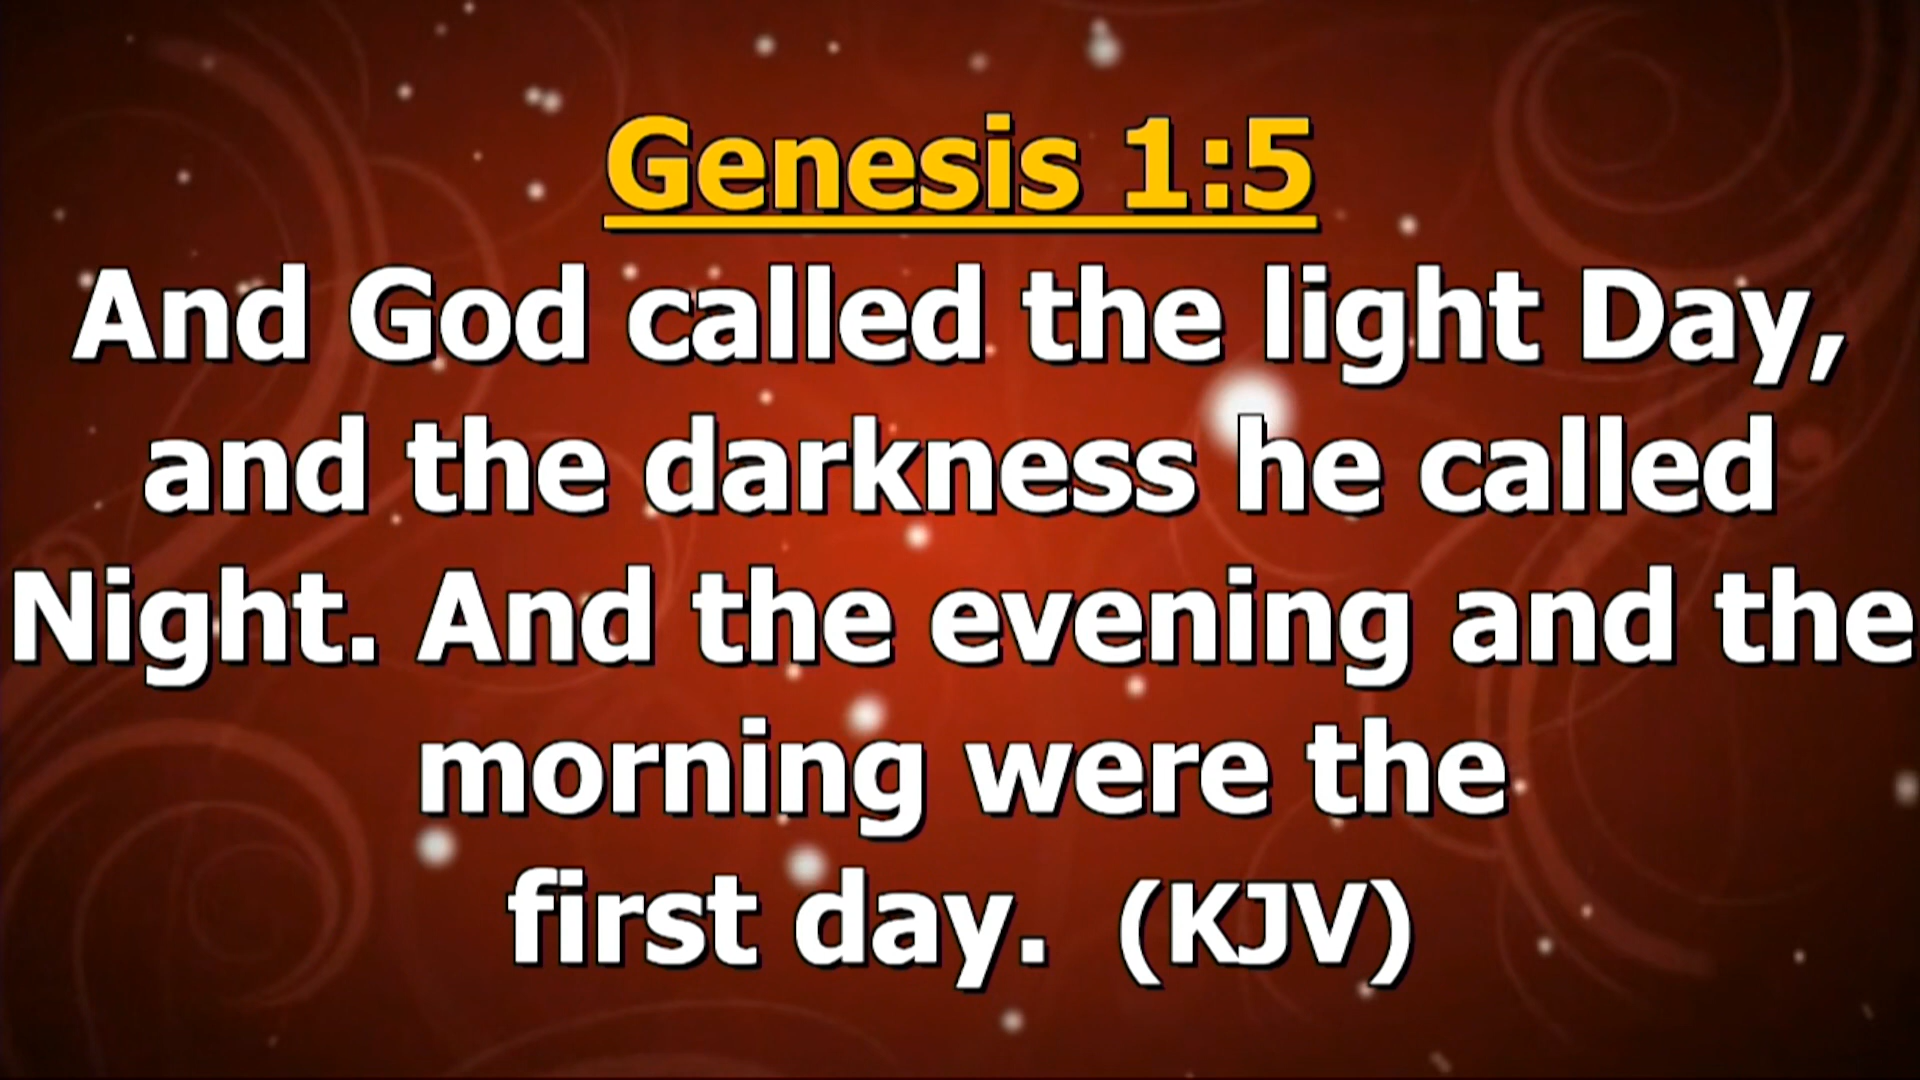 Genesis 1:5
And God called the light Day,
and the darkness he called
Night. And the evening and the
morning were the
first day.  (KJV)